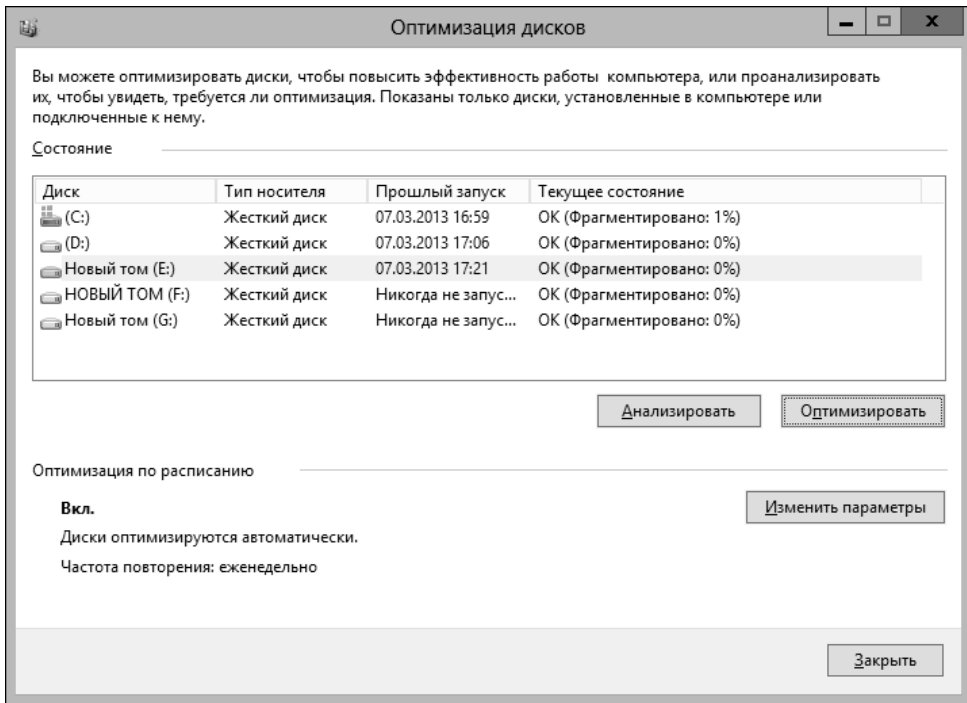 Оптимизация дисков
Вы можете оптимизировать диски, чтобы повысить эффективность работы компьютера, или проанализировать
их, чтобы увидеть, требуется ли оптимизация. Показаны только диски, установленные в компьютере или
подключенные к нему.
Состояние
Диск Тип носителя Прошлый запуск Текущее состояние
(C:) Жесткий диск 07.03.2013 16:59 ОК (Фрагментировано: 1%)
(D:) Жесткий диск 07.03.2013 17:06 ОК (Фрагментировано: 0%)
Новый том (E:) Жесткий диск 07.03.2013 17:21 ОК (Фрагментировано: 0%)
НОВЫЙ ТОМ (F:) Жесткий диск Никогда не запус... ОК (Фрагментировано: 0%)
Новый том (G:) Жесткий диск Никогда не запус... ОК (Фрагментировано: 0%)
Анализировать Оптимизировать
Оптимизация по расписанию
Вкл. Изменить параметры
Диски оптимизируются автоматически.
Частота повторения: еженедельно
Закрыть